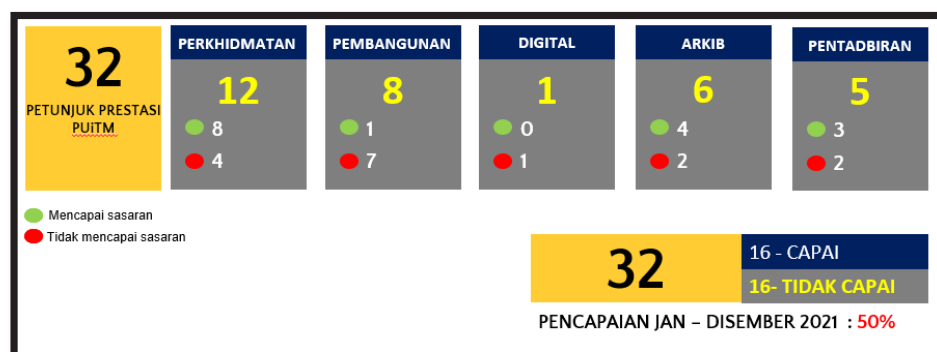 32
PETUNJUK PRESTASI
PUiTM
PERKHIDMATAN
12
8
4
PEMBANGUNAN
8
1
7
DIGITAL
1
0
1
ARKIB
6
4
2
PENTADBIRAN
5
3
2
Mencapai sasaran
Tidak mencapai sasaran
32
16 - CAPAI
16- TIDAK CAPAI
PENCAPAIAN JAN – DISEMBER 2021 : 50%